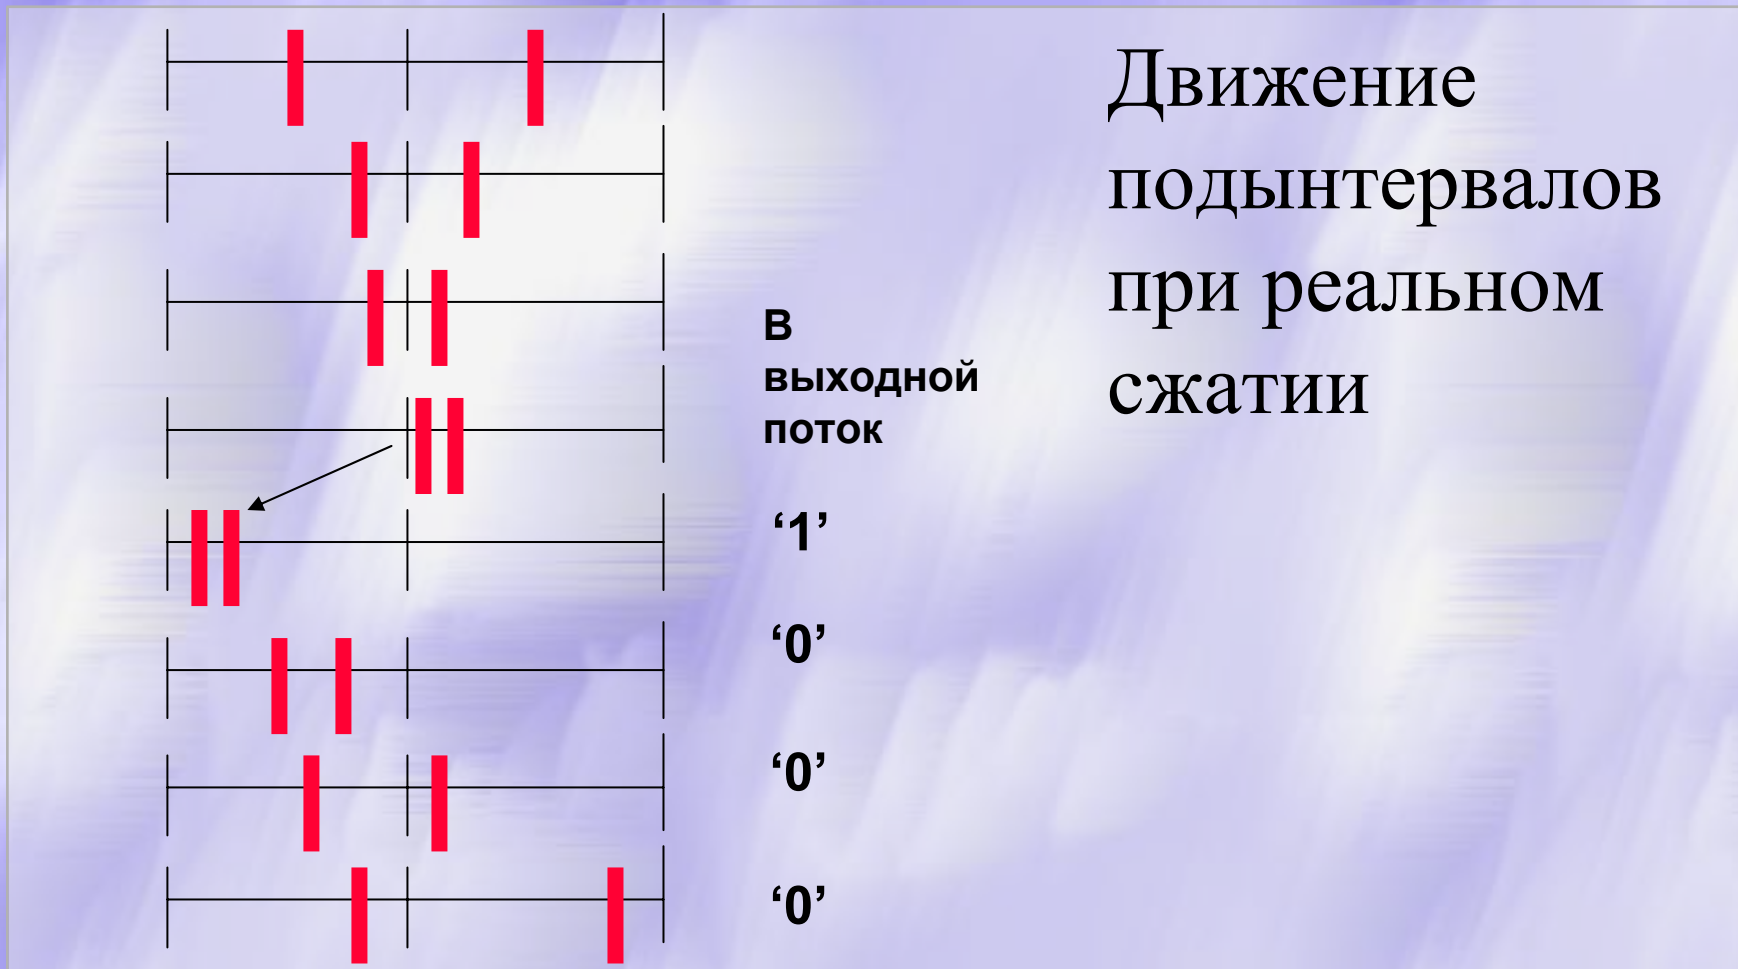 Движение
подынтервалов
при реальном
сжатии
В
выходной
поток
‘1’
‘0’
‘0’
‘0’